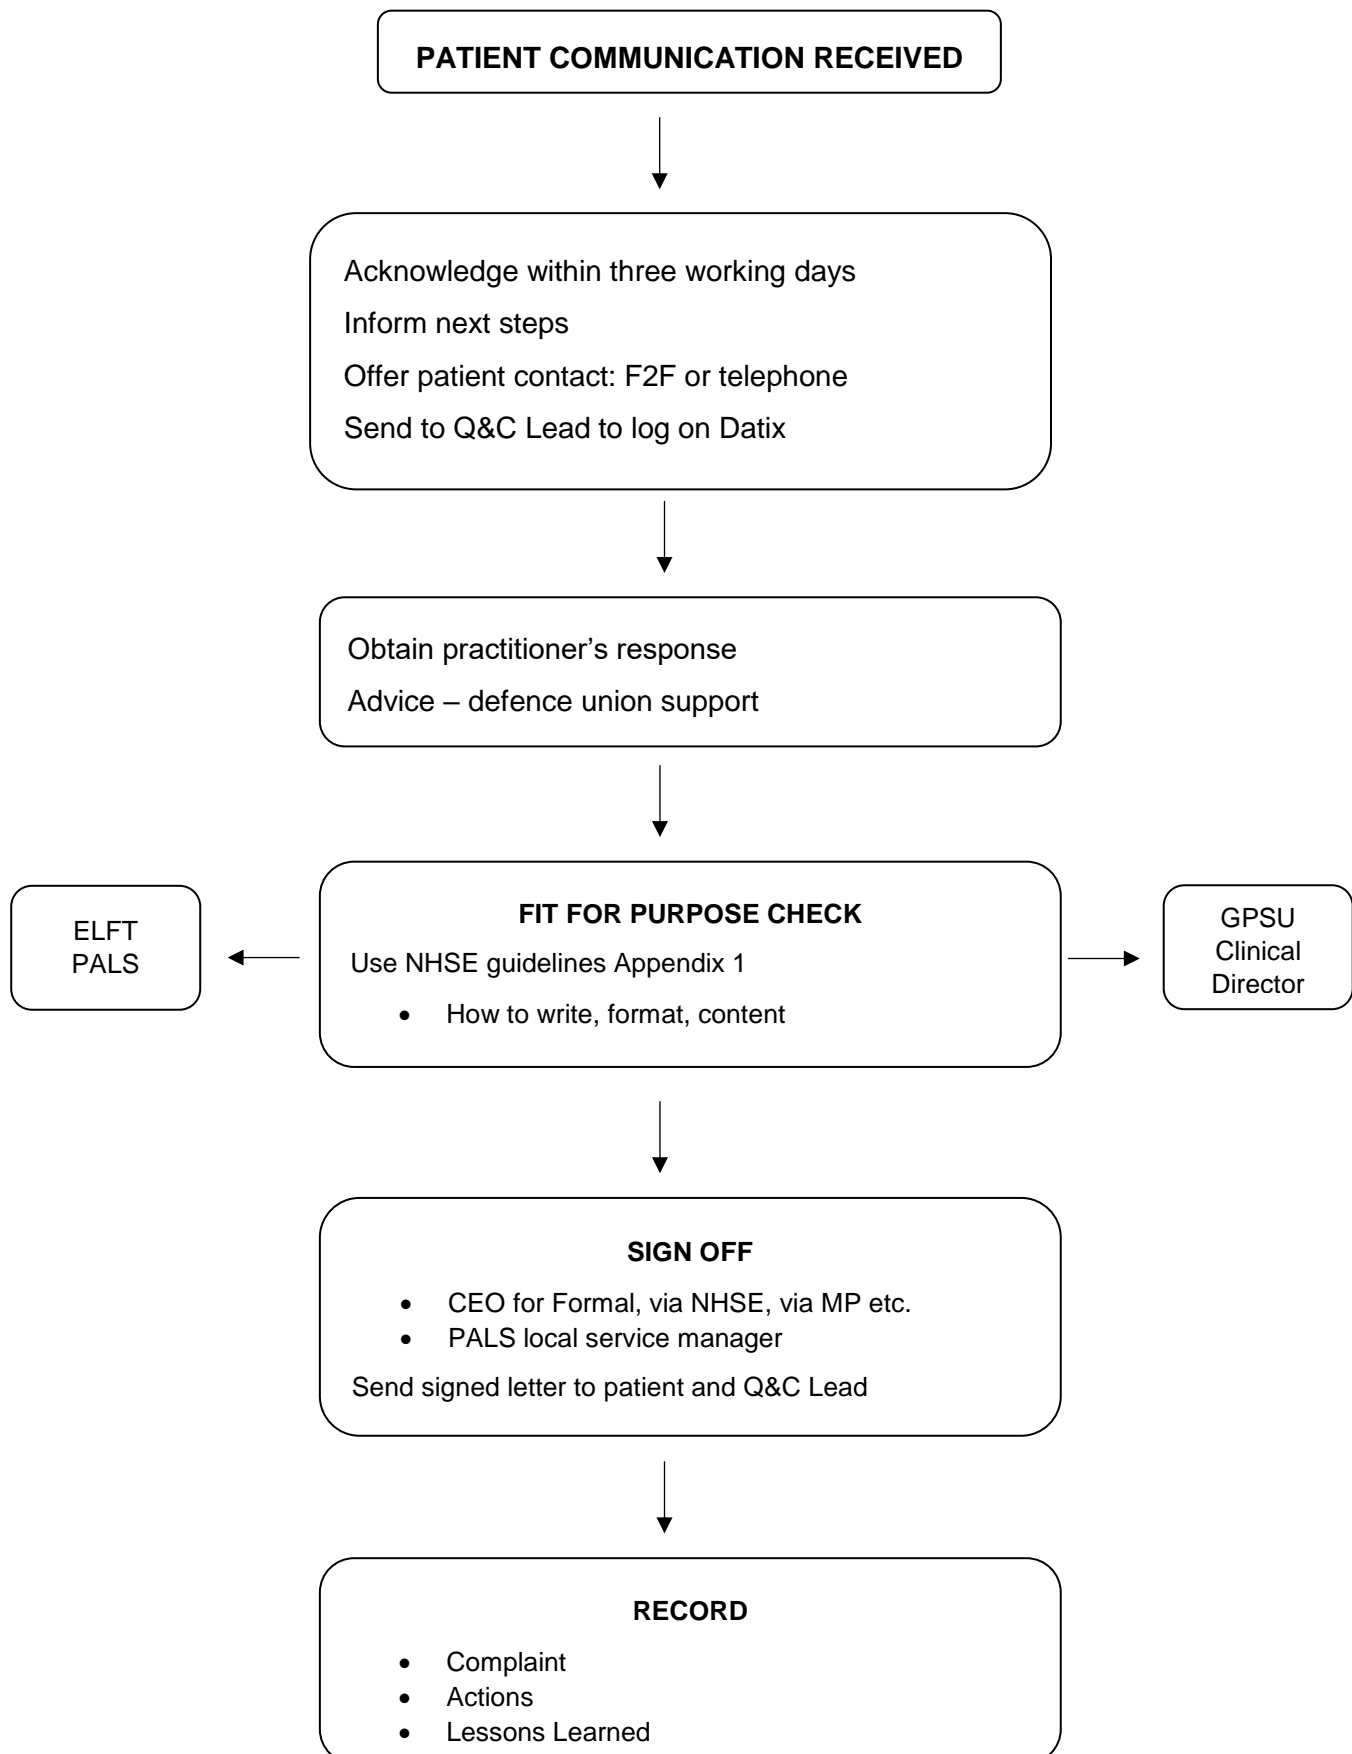 PATIENT COMMUNICATION RECEIVED
Acknowledge within three working days
Inform next steps
Offer patient contact: F2F or telephone
Send to Q&C Lead to log on Datix
Obtain practitioner’s response
Advice – defence union support
ELFT
PALS
FIT FOR PURPOSE CHECK
Use NHSE guidelines Appendix 1
• How to write, format, content
GPSU
Clinical
Director
SIGN OFF
• CEO for Formal, via NHSE, via MP etc.
• PALS local service manager
Send signed letter to patient and Q&C Lead
RECORD
• Complaint
• Actions
• Lessons Learned